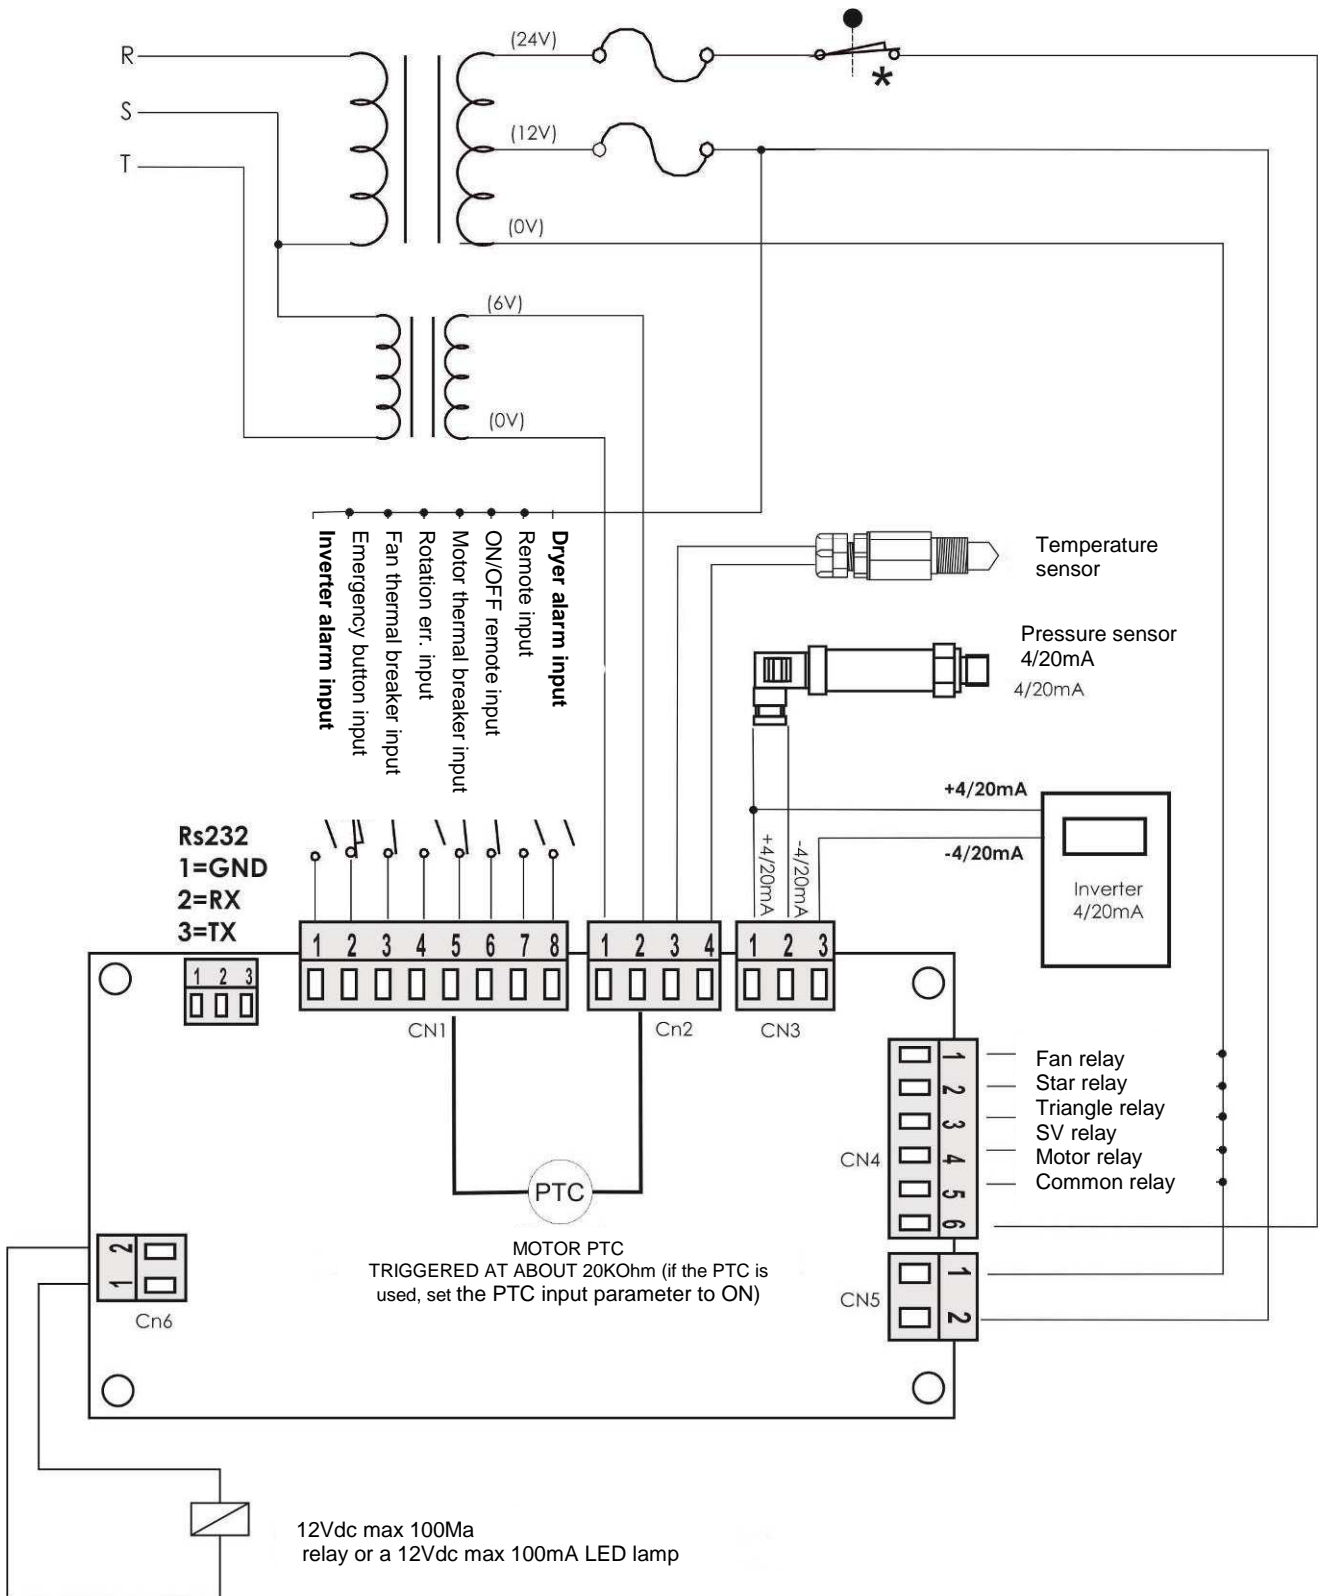 R
(24V)
*
S
(12V)
T
(0V)
(6V)
(0V)
Inverter alarm input
Emergency button input
Fan thermal breaker input
Rotation err. input
Motor thermal breaker input
ON/OFF remote input
Remote input
Dryer alarm input
Temperature
sensor
Pressure sensor
4/20mA
4/20mA
+4/20mA
-4/20mA
+4/20mA
-4/20mA
Inverter
4/20mA
Rs232
1=GND
2=RX
3=TX
1 2 3
1 2 3 4 5 6 7 8
CN1
1 2 3 4
Cn2
1 2 3
CN3
CN4
1
2
3
4
5
6
Fan relay
Star relay
Triangle relay
SV relay
Motor relay
Common relay
CN5
1
2
PTC
MOTOR PTC
TRIGGERED AT ABOUT 20KOhm (if the PTC is
used, set the PTC input parameter to ON)
2
1
Cn6
12Vdc max 100Ma
relay or a 12Vdc max 100mA LED lamp